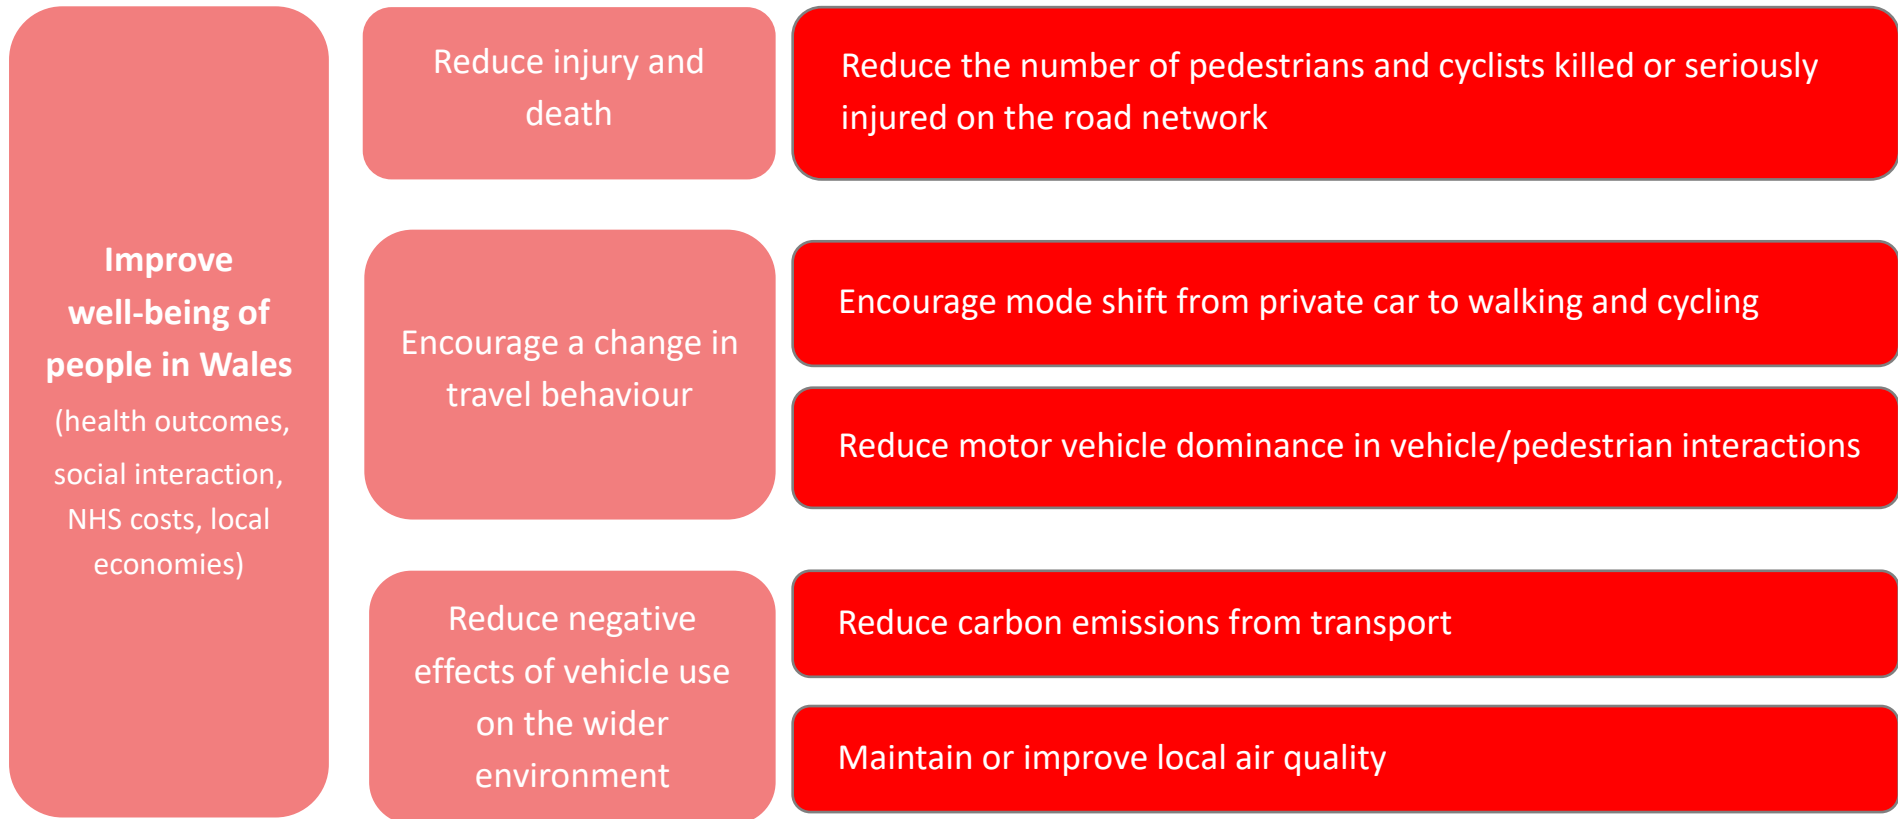 Improve
well-being of
people in Wales
(health outcomes,
social interaction,
NHS costs, local
economies)
Reduce injury and
death
Reduce the number of pedestrians and cyclists killed or seriously
injured on the road network
Encourage a change in
travel behaviour
Encourage mode shift from private car to walking and cycling
Reduce motor vehicle dominance in vehicle/pedestrian interactions
Reduce negative
effects of vehicle use
on the wider
environment
Reduce carbon emissions from transport
Maintain or improve local air quality